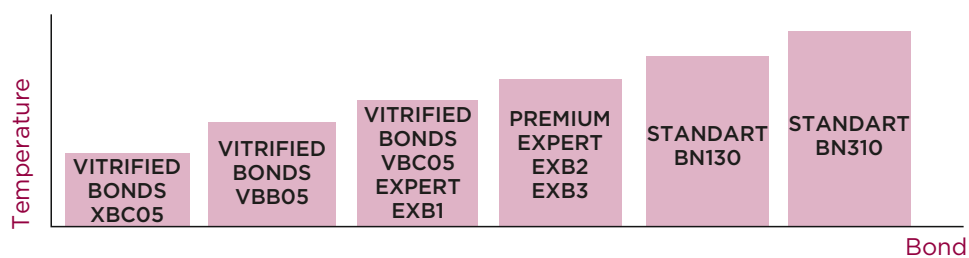 Temperature
VITRIFIED
BONDS
XBC05
VITRIFIED
BONDS
VBB05
VITRIFIED
BONDS
VBC05
EXPERT
EXB1
PREMIUM
EXPERT
EXB2
EXB3
STANDART
BN130
STANDART
BN310
Bond